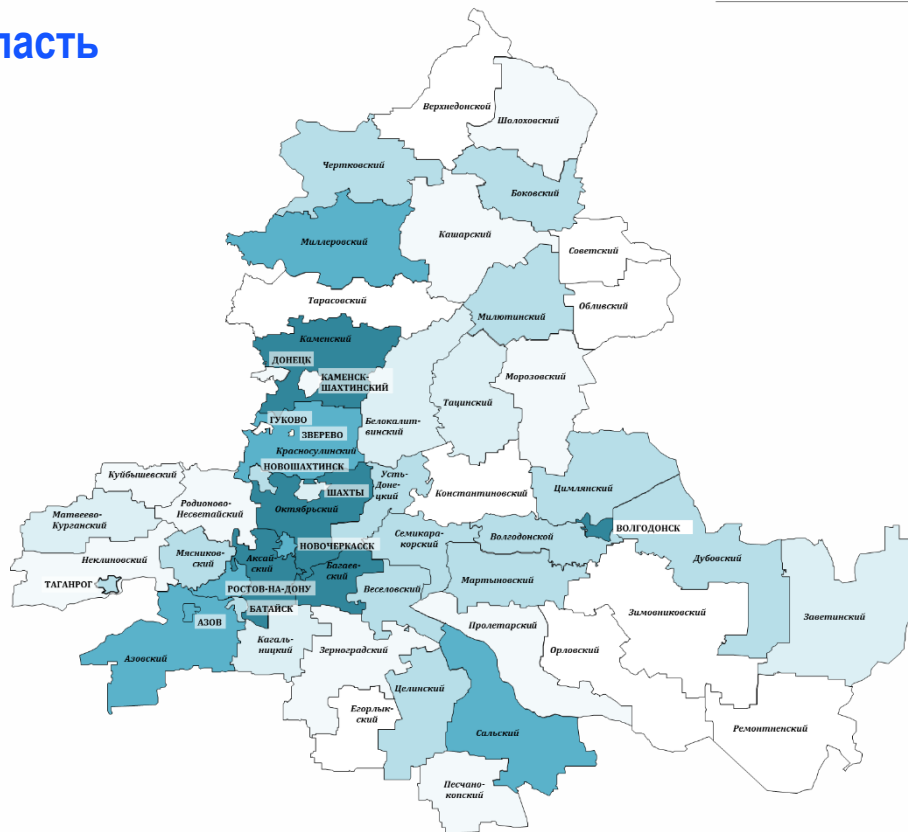 ласть
Верхнедонской
Шолоховский
Чертковский
Боковский
Миллеровский
Кашарский
Советский
Тарасовский
Обливский
Милютинский
Каменский
ДОНЕЦК
КАМЕНСК-
ШАХТИНСКИЙ
Морозовский
Тацинский
ГУКОВО
Белокалит-
винский
ЗВЕРЕВО
Красносулинский
НОВОШАХТИНСК
Куйбышевский
Усть-
Доне-
цкий
Константиновский
Цимлянский
ШАХТЫ
Родионово-
Несветайский
Октябрьский
Матвеево-
Курганский
ВОЛГОДОНСК
Семикара-
корский
Волгодонской
НОВОЧЕРКАССК
Мясников-
ский
Аксай-
ский
Неклиновский
Дубовский
Багаев-
ский
ТАГАНРОГ
Мартыновский
РОСТОВ-НА-ДОНУ
Веселовский
БАТАЙСК
Зимовниковский
Заветинский
АЗОВ
Пролетарский
Кагаль-
ницкий
Зерноградский
Орловский
Азовский
Целинский
Егорлык-
ский
Сальский
Ремонтненский
Песчано-
копский